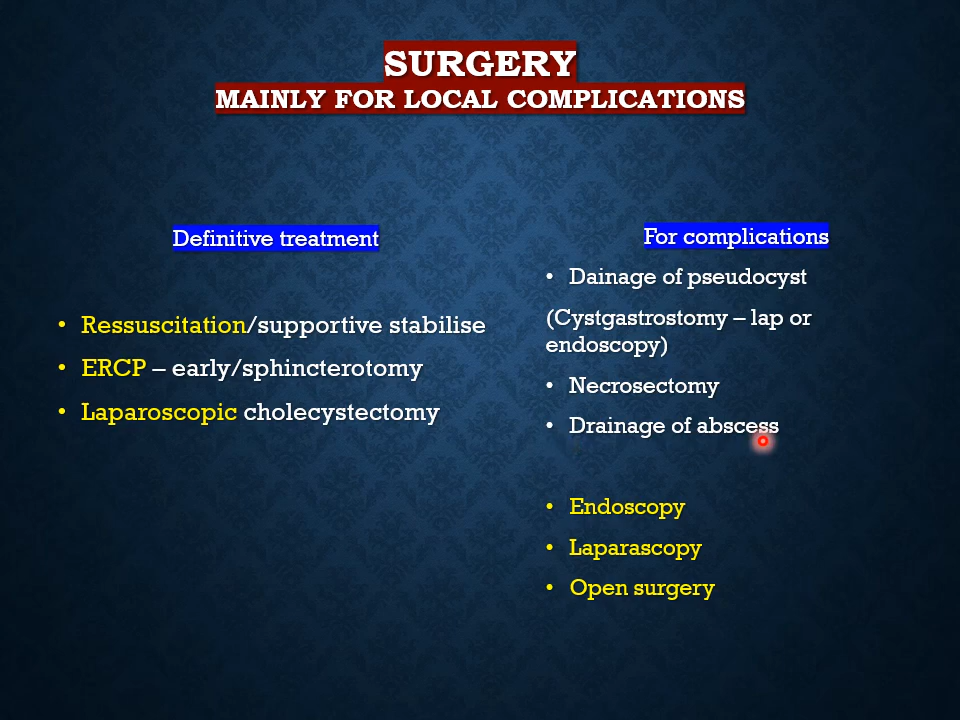 SURGERY
MAINLY FOR LOCAL COMPLICATIONS
Definitive treatment
• Ressuscitation/supportive stabilise
• ERCP – early/sphincterotomy
• Laparoscopic cholecystectomy
For complications
• Dainage of pseudocyst
(Cystgastrostomy – lap or
endoscopy)
• Necrosectomy
• Drainage of abscess
• Endoscopy
• Laparascopy
• Open surgery